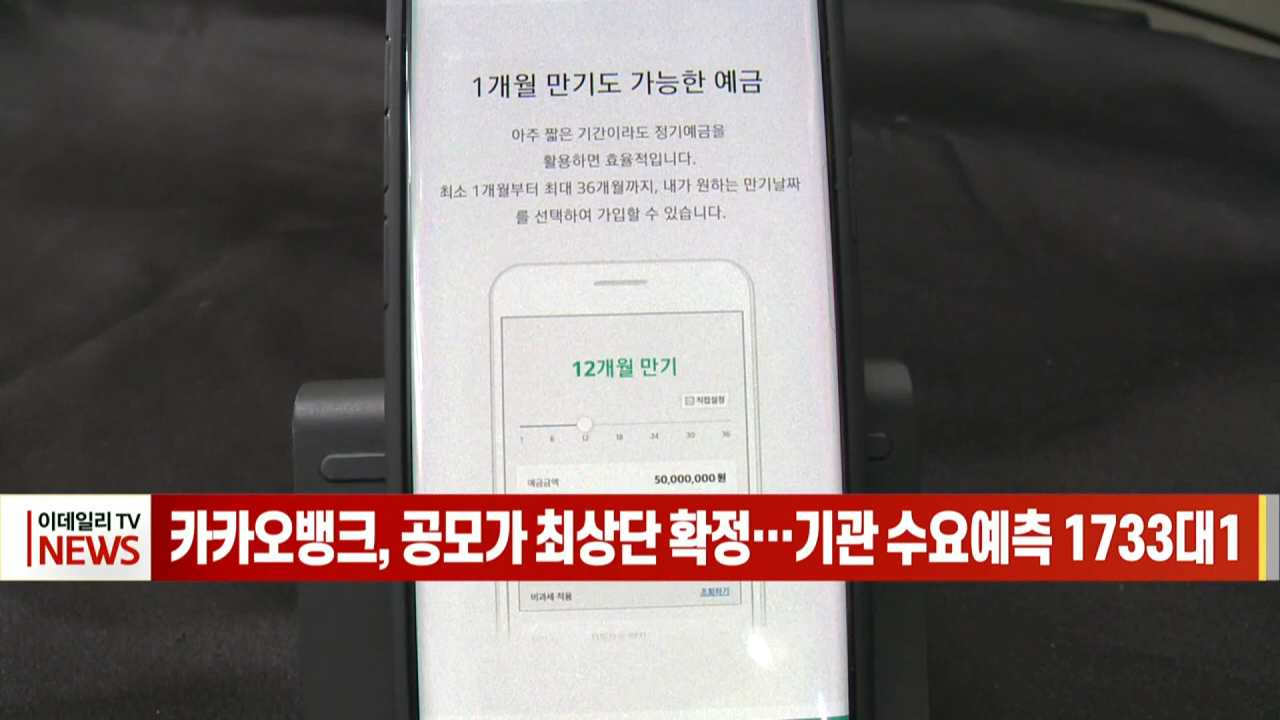 1개월 만기도 가능한 예금
아주 짧은 기간이라도 정기예금을
활용하면 효율적입니다.
최소 1개월부터 최대 36개월까지, 내가 원하는 만기날짜
를 선택하여 가입할 수 있습니다.
12개월 만기
직접설정
1 6 12 18 24 30 36
예금금액 50,000,000 원
이데일리 TV
NEWS
카카오뱅크, 공모가 최상단 확정…기관 수요예측 1733대1
비과세 적용 조회하기